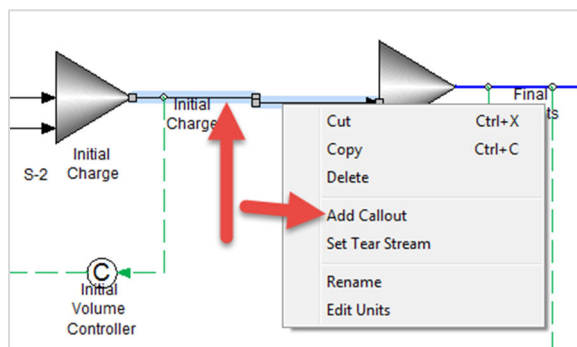 Initial
Charge
S-2
Initial
Charge
Final
ts
Cut Ctrl+X
Copy Ctrl+C
Delete
Add Callout
Set Tear Stream
Rename
Edit Units
C
Initial
Volume
Controller